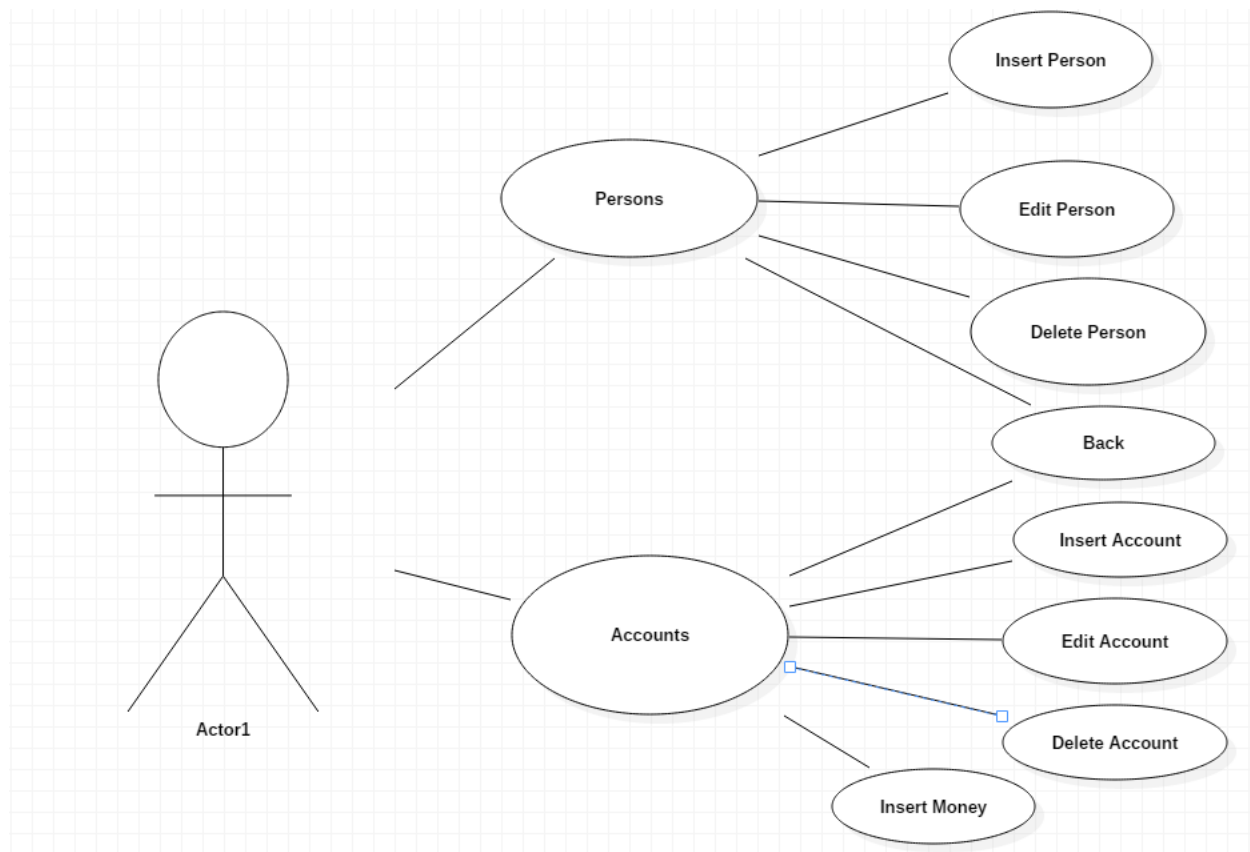 Insert Person
Persons
Edit Person
Delete Person
Back
Insert Account
Accounts
Edit Account
Actor1
Delete Account
Insert Money